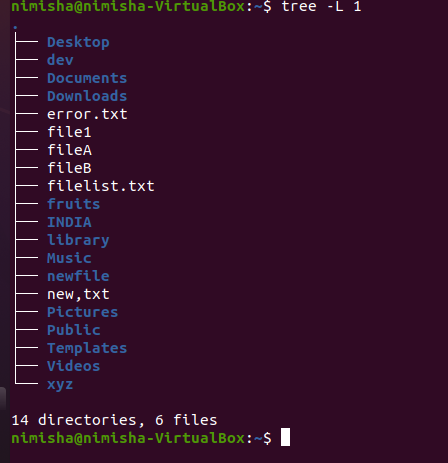 nimisha@nimisha-VirtualBox:~$ tree -L 1
.
├── Desktop
├── dev
├── Documents
├── Downloads
├── error.txt
├── file1
├── fileA
├── fileB
├── filelist.txt
├── fruits
├── INDIA
├── library
├── Music
├── newfile
├── new,txt
├── Pictures
├── Public
├── Templates
├── Videos
└── xyz
14 directories, 6 files
nimisha@nimisha-VirtualBox:~$